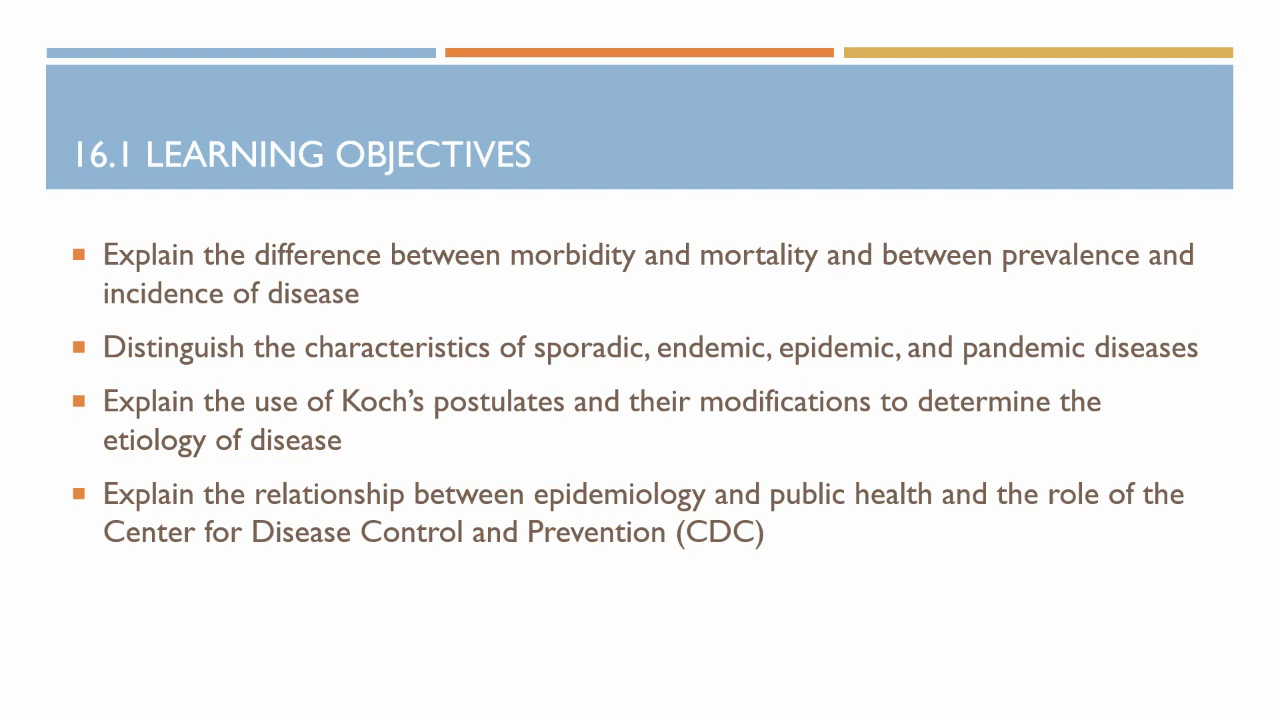 16.1 LEARNING OBJECTIVES
Explain the difference between morbidity and mortality and between prevalence and
incidence of disease
Distinguish the characteristics of sporadic, endemic, epidemic, and pandemic diseases
Explain the use of Koch’s postulates and their modifications to determine the
etiology of disease
Explain the relationship between epidemiology and public health and the role of the
Center for Disease Control and Prevention (CDC)